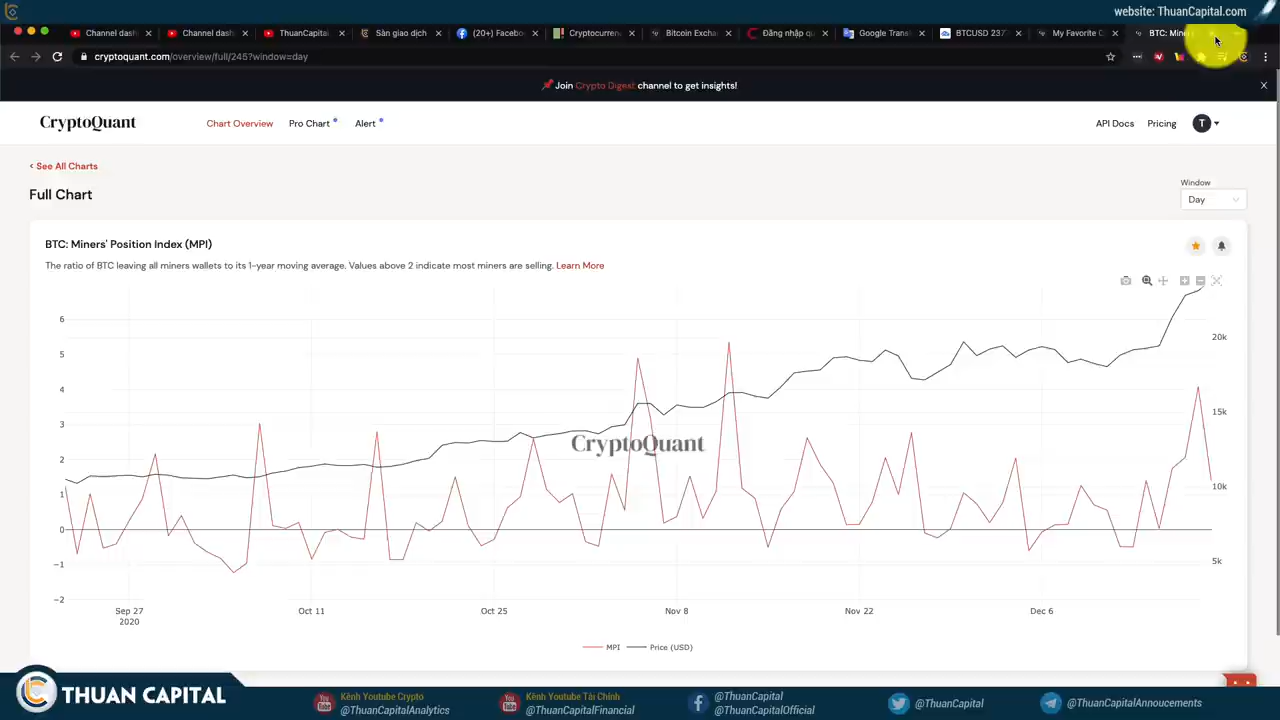 website: ThuanCapital.com
Channel dash
Channel dash
ThuanCapital
Sàn giao dịch
(20+) Facebo
Cryptocurren
Bitcoin Excha
Đăng nhập qu
Google Trans
BTCUSD 237
My Favorite C
BTC: Miner
cryptoquant.com/overview/full/245?window=day
Join Crypto Digest channel to get insights!
CryptoQuant
Chart Overview
Pro Chart
Alert
API Docs
Pricing
T
< See All Charts
Full Chart
Window
Day
BTC: Miners' Position Index (MPI)
The ratio of BTC leaving all miners wallets to its 1-year moving average. Values above 2 indicate most miners are selling. Learn More
6
5
4
3
2
1
0
−1
−2
20k
15k
10k
5k
CryptoQuant
Sep 27
2020
Oct 11
Oct 25
Nov 8
Nov 22
Dec 6
MPI
Price (USD)
THUAN CAPITAL
Kênh Youtube Crypto
@ThuanCapitalAnalytics
Kênh Youtube Tài Chính
@ThuanCapitalFinancial
@ThuanCapital
@ThuanCapitalOfficial
@ThuanCapital
@ThuanCapitalAnnoucements